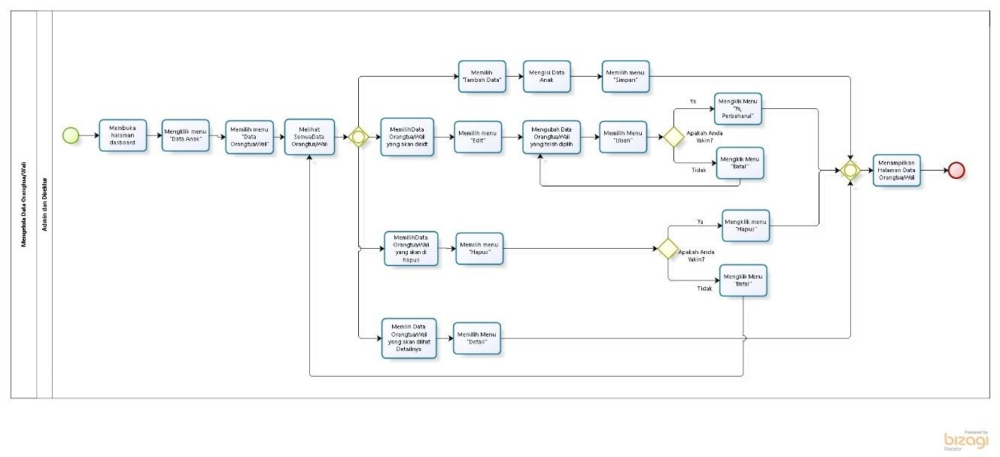 Mengelola Data Orangtua/Wali
Admin dan Direktur
Membuka
halaman
dasboard
Mengklik menu
"Data Anak"
Memilih menu
"Data
Orangtua/Wali"
Melihat
SemuaData
Orangtua/Wali
Memilih
"Tambah Data"
Mengisi Data
Anak
Memilih menu
"Simpan"
MemilihData
Orangtua/Wali
yang akan dieidt
Memilih menu
"Edit"
Mengubah Data
Orangtua/Wali
yang telah dipilih
Memilih Menu
"Ubah"
Apakah Anda
Yakin?
Ya
Mengklik Menu
"Ya,
Perbaharui"
Tidak
Mengklik Menu
"Batal"
MemilihData
Orangtua/Wali
yang akan di
hapus
Memilih menu
"Hapus"
Apakah Anda
Yakin?
Ya
Mengklik menu
"Hapus"
Tidak
Mengklik Menu
"Batal"
Memlih Data
Orangtua/Wali
yang akan dilihat
Detailnya
Memilih Menu
"Detail"
Menampilkan
Halaman Data
Orangtua/Wali
Powered by
bizagi
Modeler